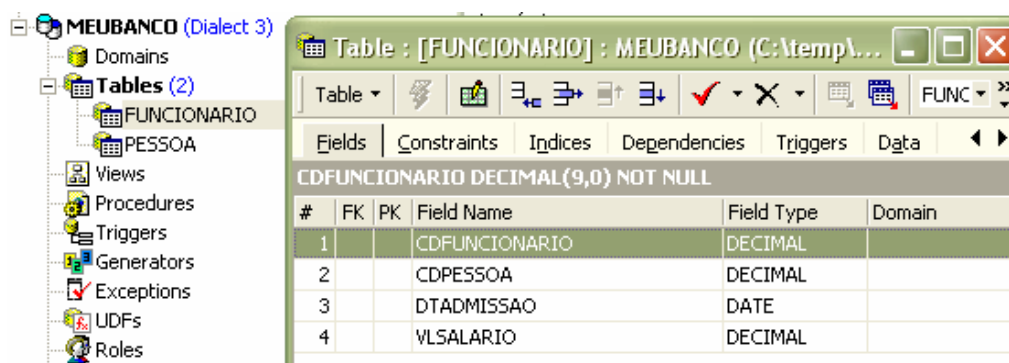 MEUBANCO (Dialect 3)
Domains
Tables (2)
FUNCIONARIO
PESSOA
Views
Procedures
Triggers
Generators
Exceptions
UDFs
Roles
Table : [FUNCIONARIO] : MEUBANCO (C:\temp\...
Table FUNC
Fields Constraints Indices Dependencies Triggers Data
CDFUNCIONARIO DECIMAL(9,0) NOT NULL
# FK PK Field Name Field Type Domain
1 CDFUNCIONARIO DECIMAL
2 CDPESSOA DECIMAL
3 DTADMISSAO DATE
4 VLSALARIO DECIMAL